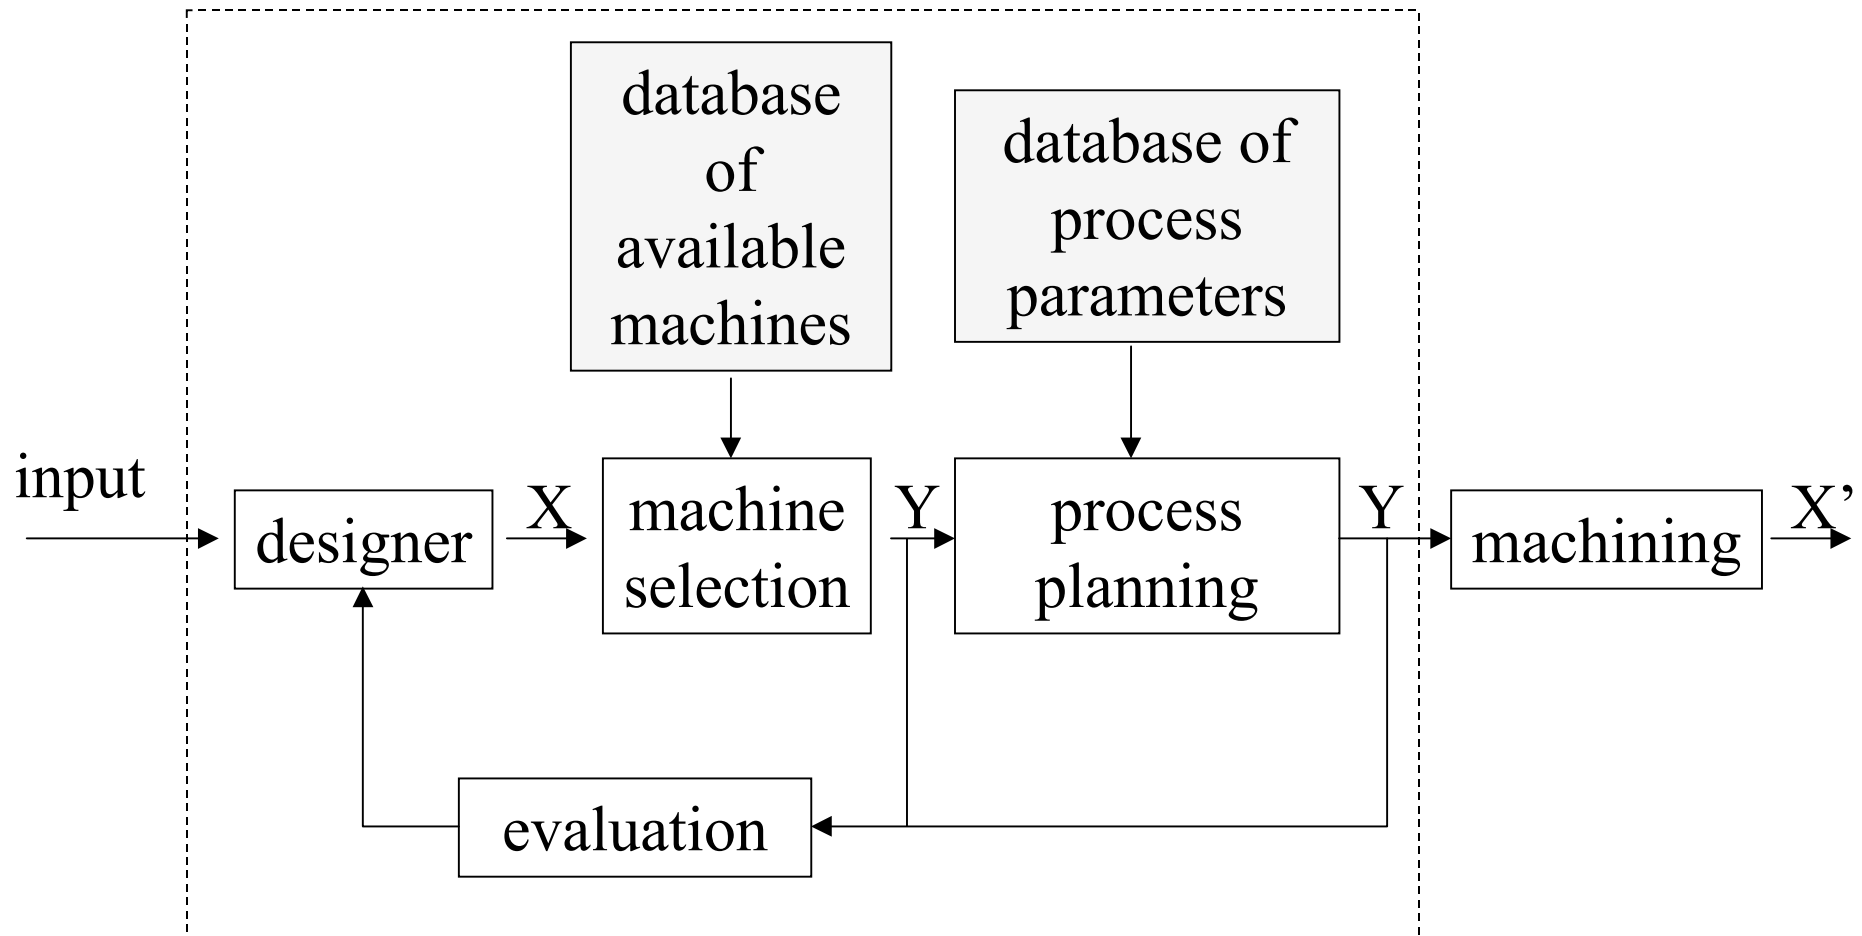 database
of
available
machines
database of
process
parameters
input
designer
X
machine
selection
Y
process
planning
Y
machining
X’
evaluation